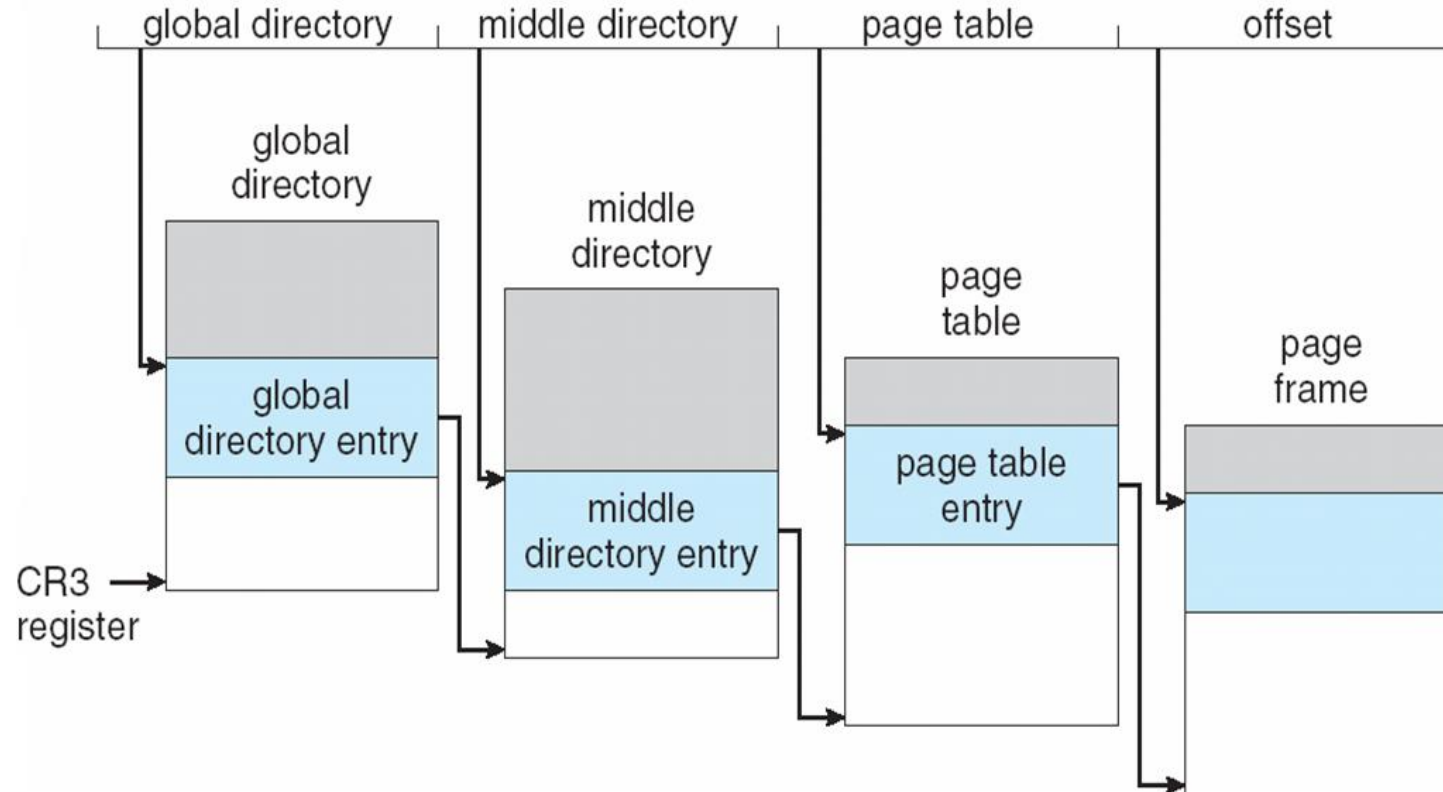 global directory
middle directory
page table
offset
global
directory
middle
directory
page
table
page
frame
global
directory entry
middle
directory entry
page table
entry
CR3
register